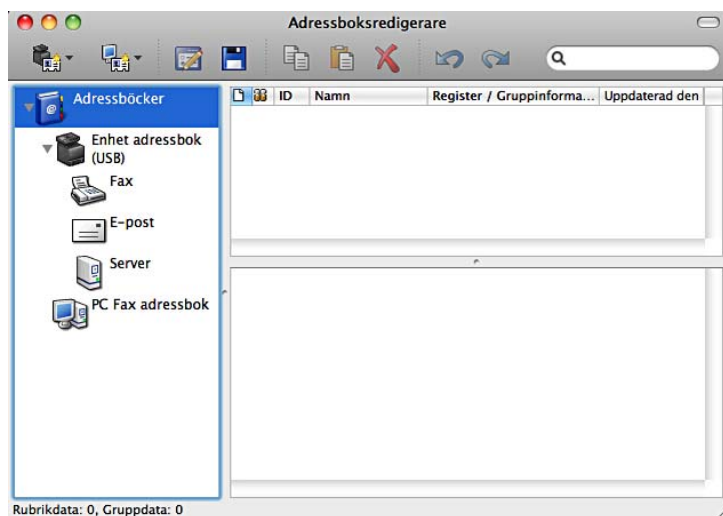 Adressboksredigerare
Adressböcker
Enhet adressbok
(USB)
Fax
E-post
Server
PC Fax adressbok
ID Namn Register / Gruppinforma... Uppdaterad den
Rubrikdata: 0, Gruppdata: 0